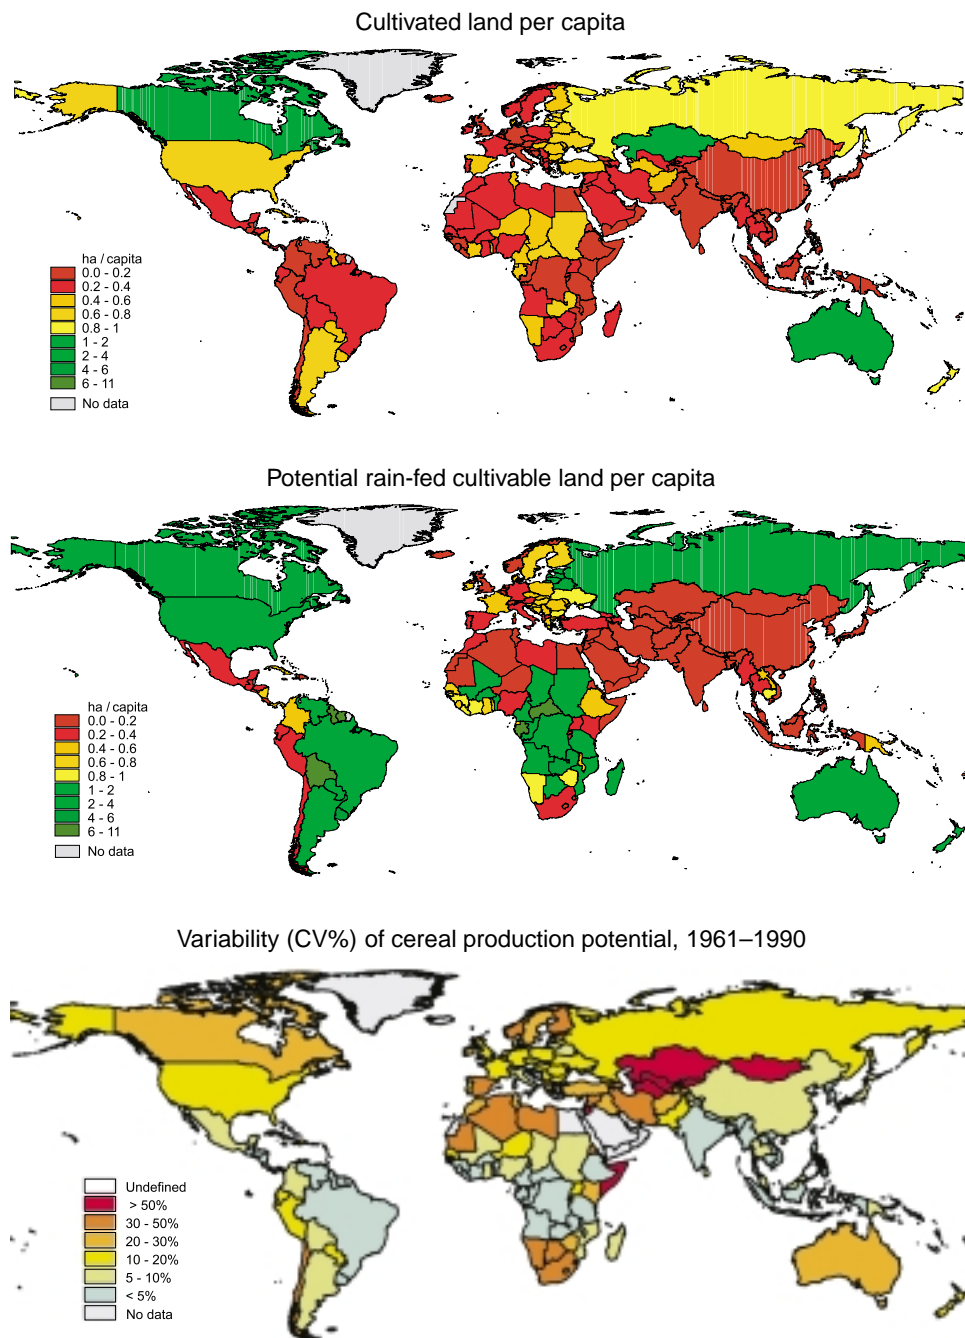 Cultivated land per capita
ha / capita
0.0 - 0.2
0.2 - 0.4
0.4 - 0.6
0.6 - 0.8
0.8 - 1
1 - 2
2 - 4
4 - 6
6 - 11
No data
Potential rain-fed cultivable land per capita
ha / capita
0.0 - 0.2
0.2 - 0.4
0.4 - 0.6
0.6 - 0.8
0.8 - 1
1 - 2
2 - 4
4 - 6
6 - 11
No data
Variability (CV%) of cereal production potential, 1961–1990
Undefined
> 50%
30 - 50%
20 - 30%
10 - 20%
5 - 10%
< 5%
No data